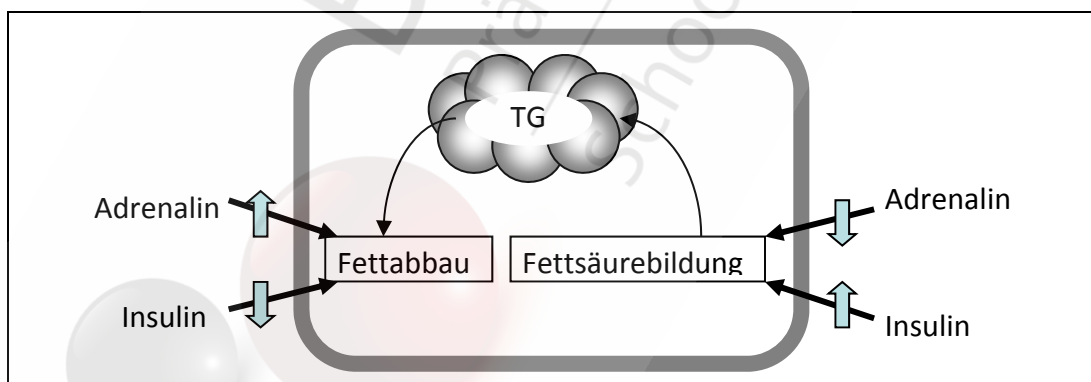 TG
Adrenalin
Adrenalin
Fettabbau
Fettsäurebildung
Insulin
Insulin